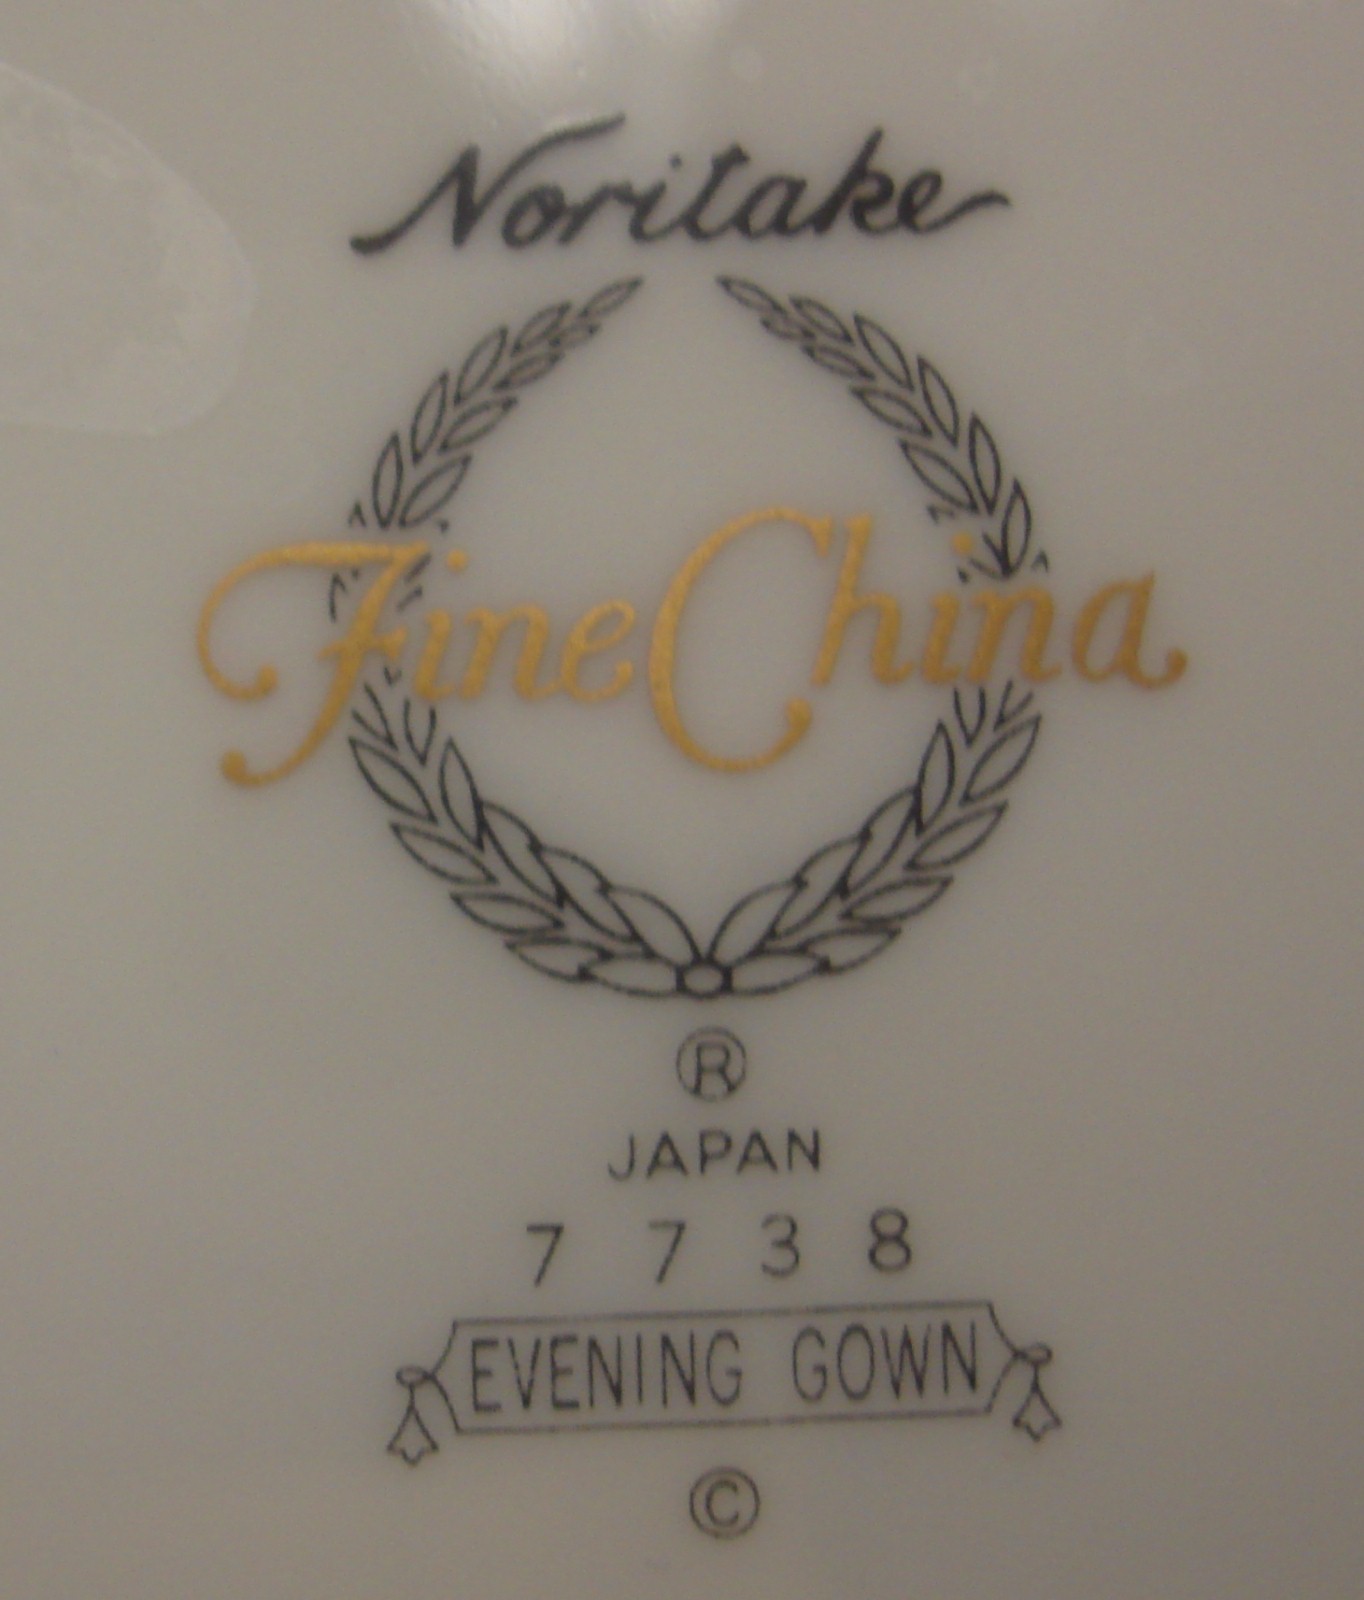 Noritake
Fine China
®
JAPAN
7738
EVENING GOWN
©